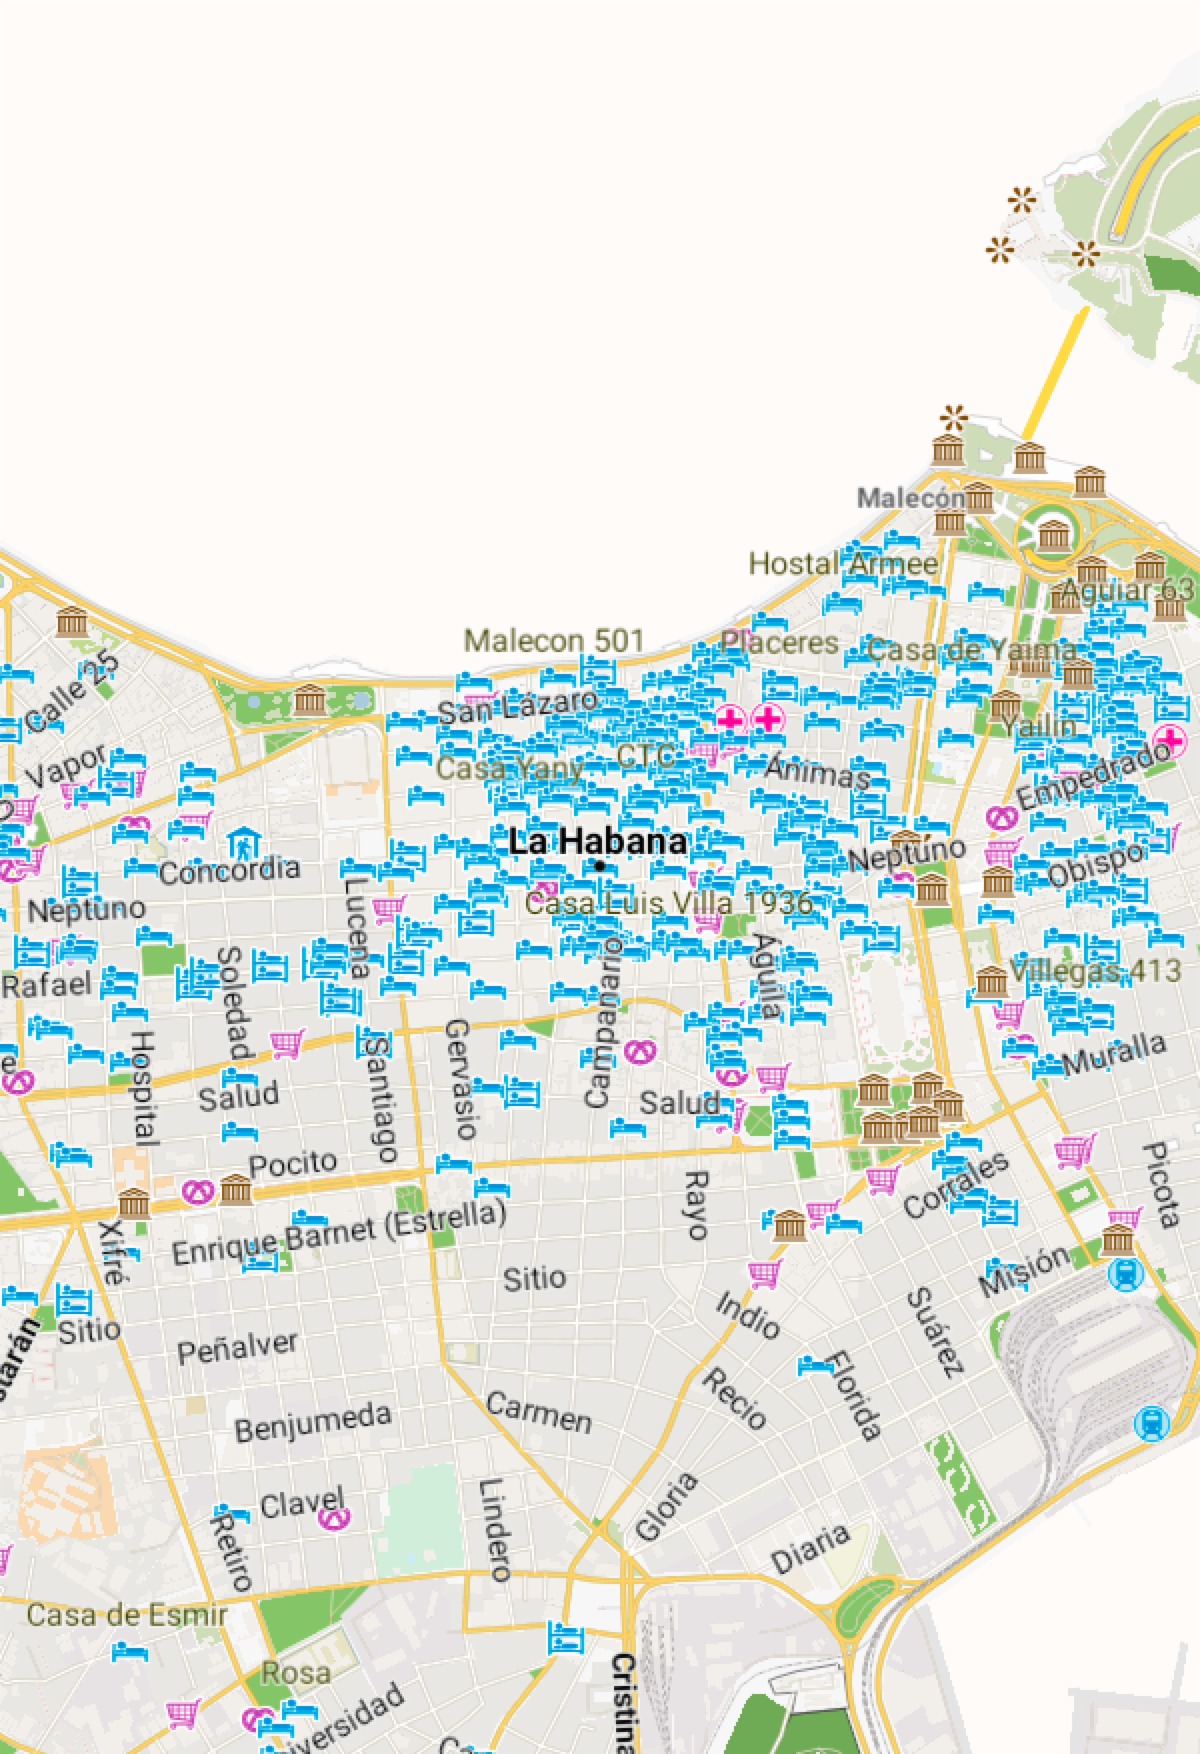 Malecón
Hostal Armee
Aguiar 63
Malecon 501
Placeres
Casa de Yaima
Calle 25
San Lázaro
Yailin
Vapor
Casa Yany
CTC
Ánimas
Empedrado
La Habana
Concordia
Neptuno
Obispo
Neptuno
Lucena
Casa Luis Villa 1936
Rafael
Soledad
Campanario
Águila
Villegas 413
Hospital
Santiago
Gervasio
Muralla
Salud
Salud
Pocito
Rayo
Corrales
Picota
Xifré
Enrique Barnet (Estrella)
Sitio
Misión
Sitio
Peñalver
Indio
Suárez
Benjumeda
Carmen
Recio
Florida
Clavel
Lindero
Gloria
Retiro
Diaria
Casa de Esmir
Rosa
Cristina